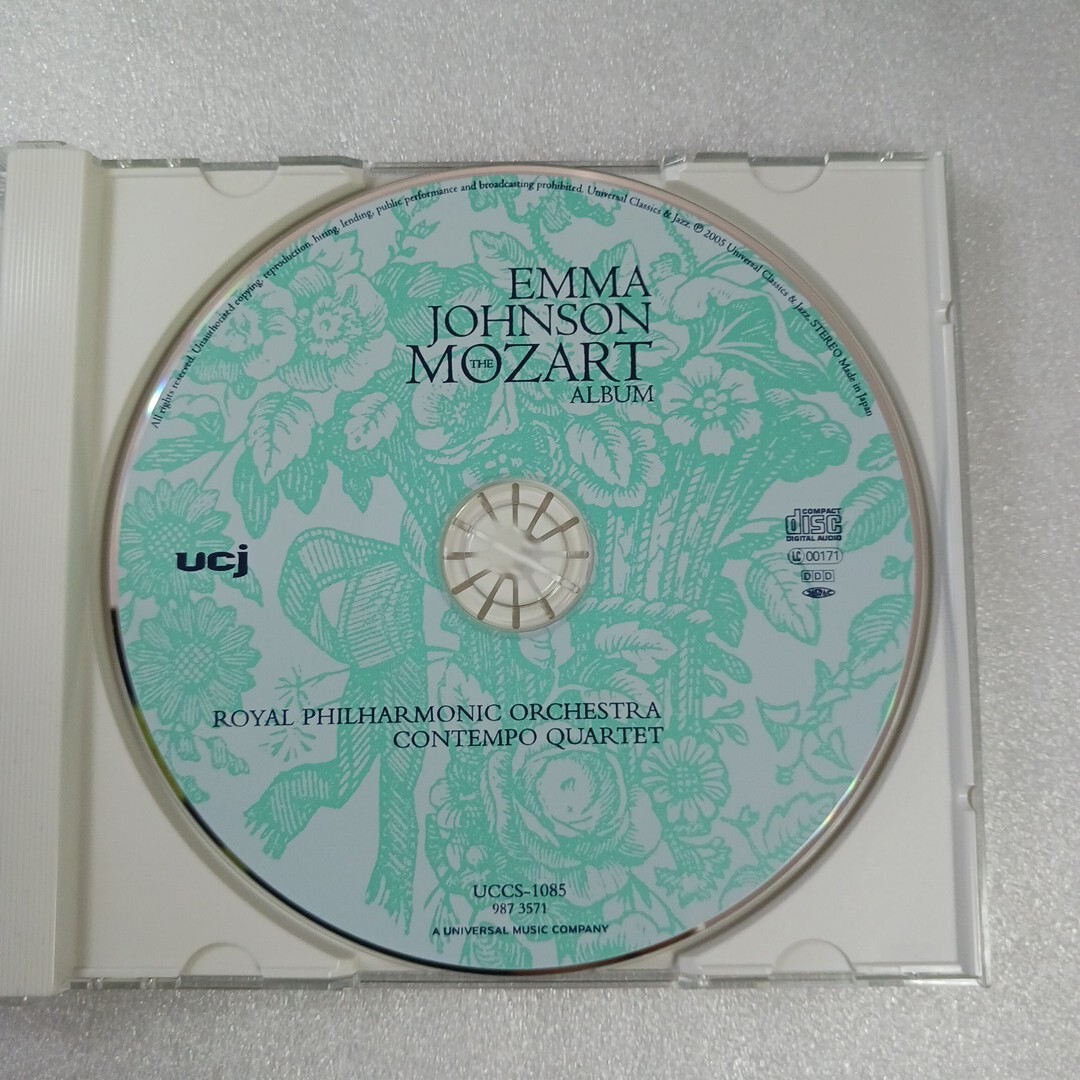 All rights reserved. Unauthorized copying, reproduction, hiring, lending, public performance and broadcasting prohibited. Universal Classics & Jazz. ℗ 2005 Universal Classics & Jazz. STEREO Made in Japan
EMMA
JOHNSON
THE
MOZART
ALBUM
COMPACT
disc
DIGITAL AUDIO
LC 00171
DDD
ucj
ROYAL PHILHARMONIC ORCHESTRA
CONTEMPO QUARTET
UCCS-1085
987 3571
A UNIVERSAL MUSIC COMPANY